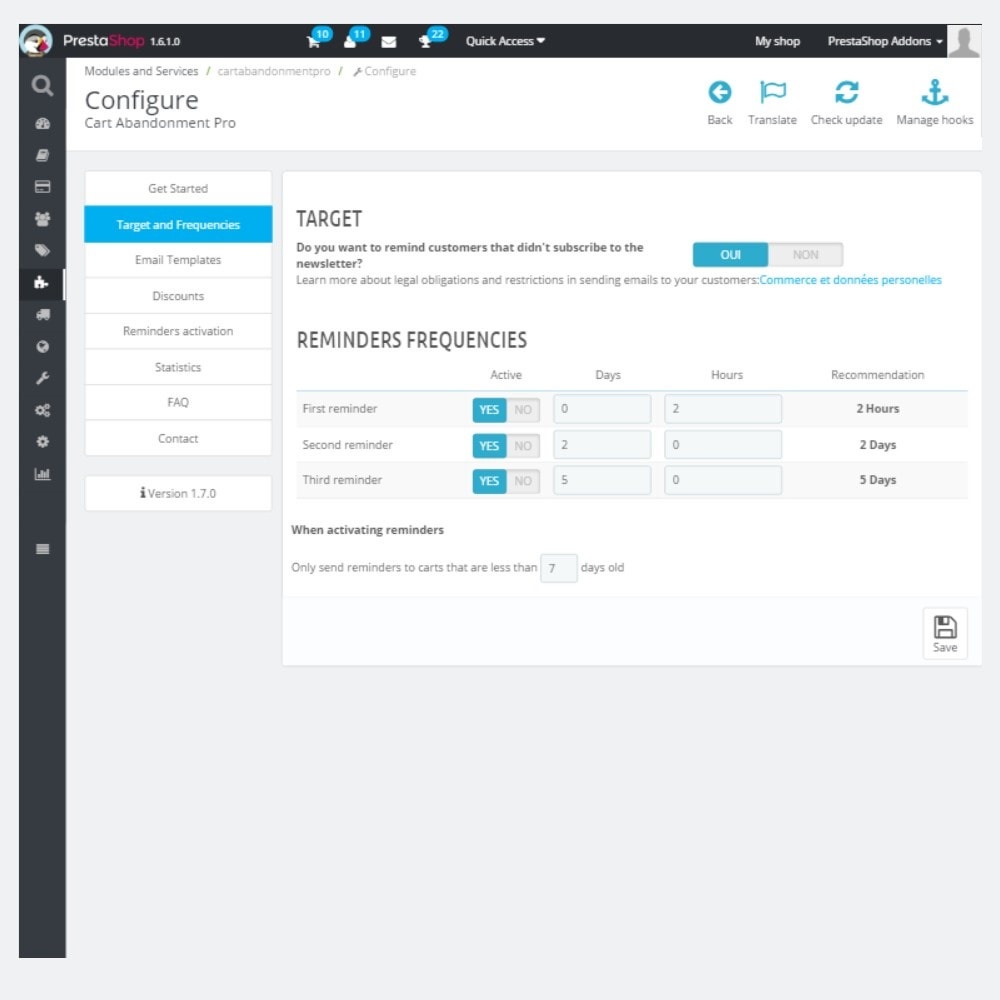 PrestaShop 1.6.1.0 10 11 22 Quick Access My shop PrestaShop Addons
Modules and Services / cartabandonmentpro / Configure
Configure
Cart Abandonment Pro
Back Translate Check update Manage hooks
Get Started
Target and Frequencies
Email Templates
Discounts
Reminders activation
Statistics
FAQ
Contact
Version 1.7.0
TARGET
Do you want to remind customers that didn't subscribe to the
newsletter?
OUI NON
Learn more about legal obligations and restrictions in sending emails to your customers:Commerce et données personelles
REMINDERS FREQUENCIES
Active Days Hours Recommendation
First reminder YES NO 0 2 2 Hours
Second reminder YES NO 2 0 2 Days
Third reminder YES NO 5 0 5 Days
When activating reminders
Only send reminders to carts that are less than 7 days old
Save